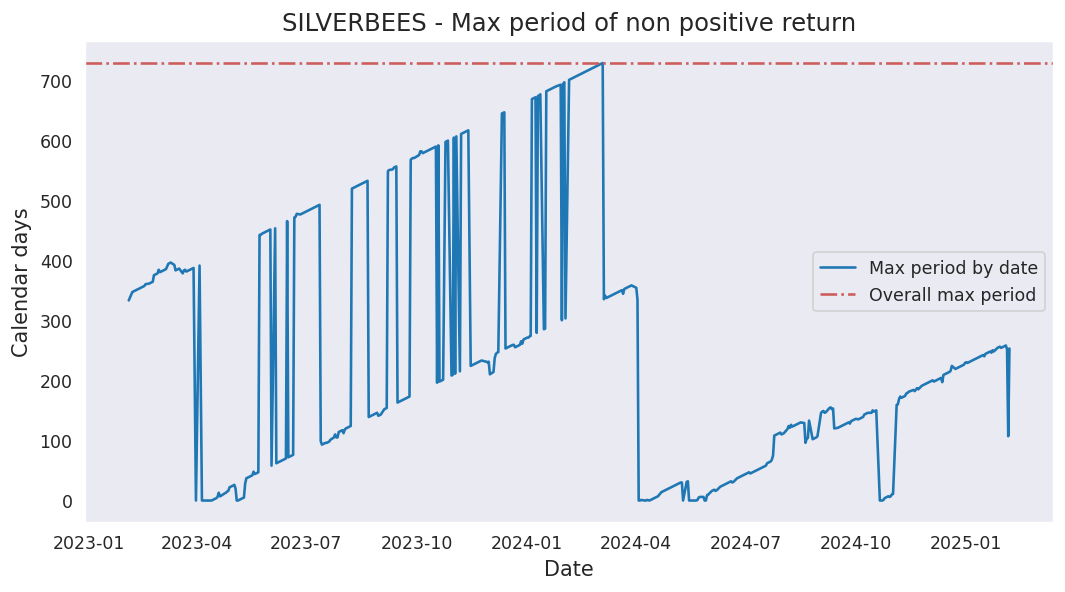 SILVERBEES - Max period of non positive return
Calendar days
700
600
500
400
300
200
100
0
Max period by date
Overall max period
2023-01 2023-04 2023-07 2023-10 2024-01 2024-04 2024-07 2024-10 2025-01
Date